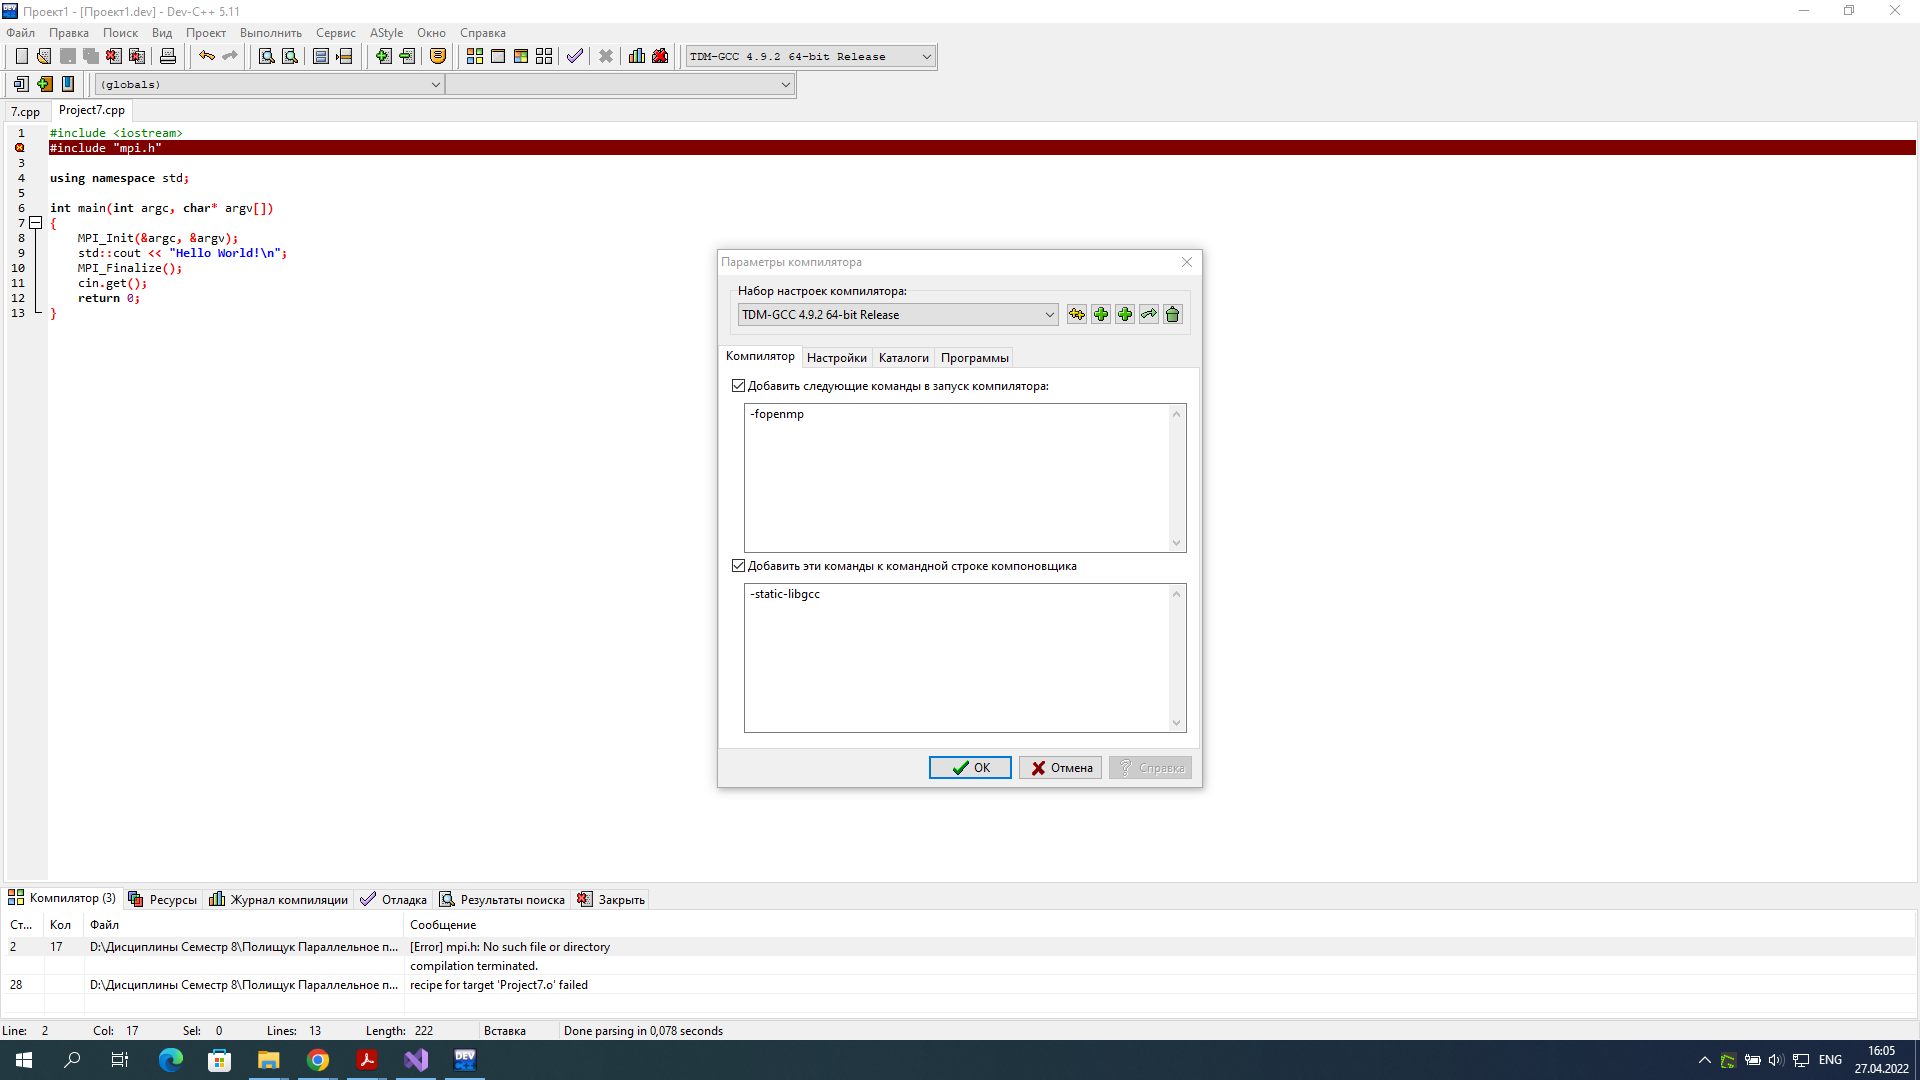 Проект1 - [Проект1.dev] - Dev-C++ 5.11
Файл Правка Поиск Вид Проект Выполнить Сервис AStyle Окно Справка
TDM-GCC 4.9.2 64-bit Release
(globals)
7.cpp Project7.cpp
1 #include <iostream>
#include "mpi.h"
3
4 using namespace std;
5
6 int main(int argc, char* argv[])
7 {
8 MPI_Init(&argc, &argv);
9 std::cout << "Hello World!\n";
10 MPI_Finalize();
11 cin.get();
12 return 0;
13 }
Параметры компилятора
Набор настроек компилятора:
TDM-GCC 4.9.2 64-bit Release
Компилятор Настройки Каталоги Программы
Добавить следующие команды в запуск компилятора:
-fopenmp
Добавить эти команды к командной строке компоновщика
-static-libgcc
OK Отмена Справка
Компилятор (3) Ресурсы Журнал компиляции Отладка Результаты поиска Закрыть
Ст... Кол Файл Сообщение
2 17 D:\Дисциплины Семестр 8\Полищук Параллельное п... [Error] mpi.h: No such file or directory
compilation terminated.
28 D:\Дисциплины Семестр 8\Полищук Параллельное п... recipe for target 'Project7.o' failed
Line: 2 Col: 17 Sel: 0 Lines: 13 Length: 222 Вставка Done parsing in 0,078 seconds
DEV C++
ENG
16:05
27.04.2022